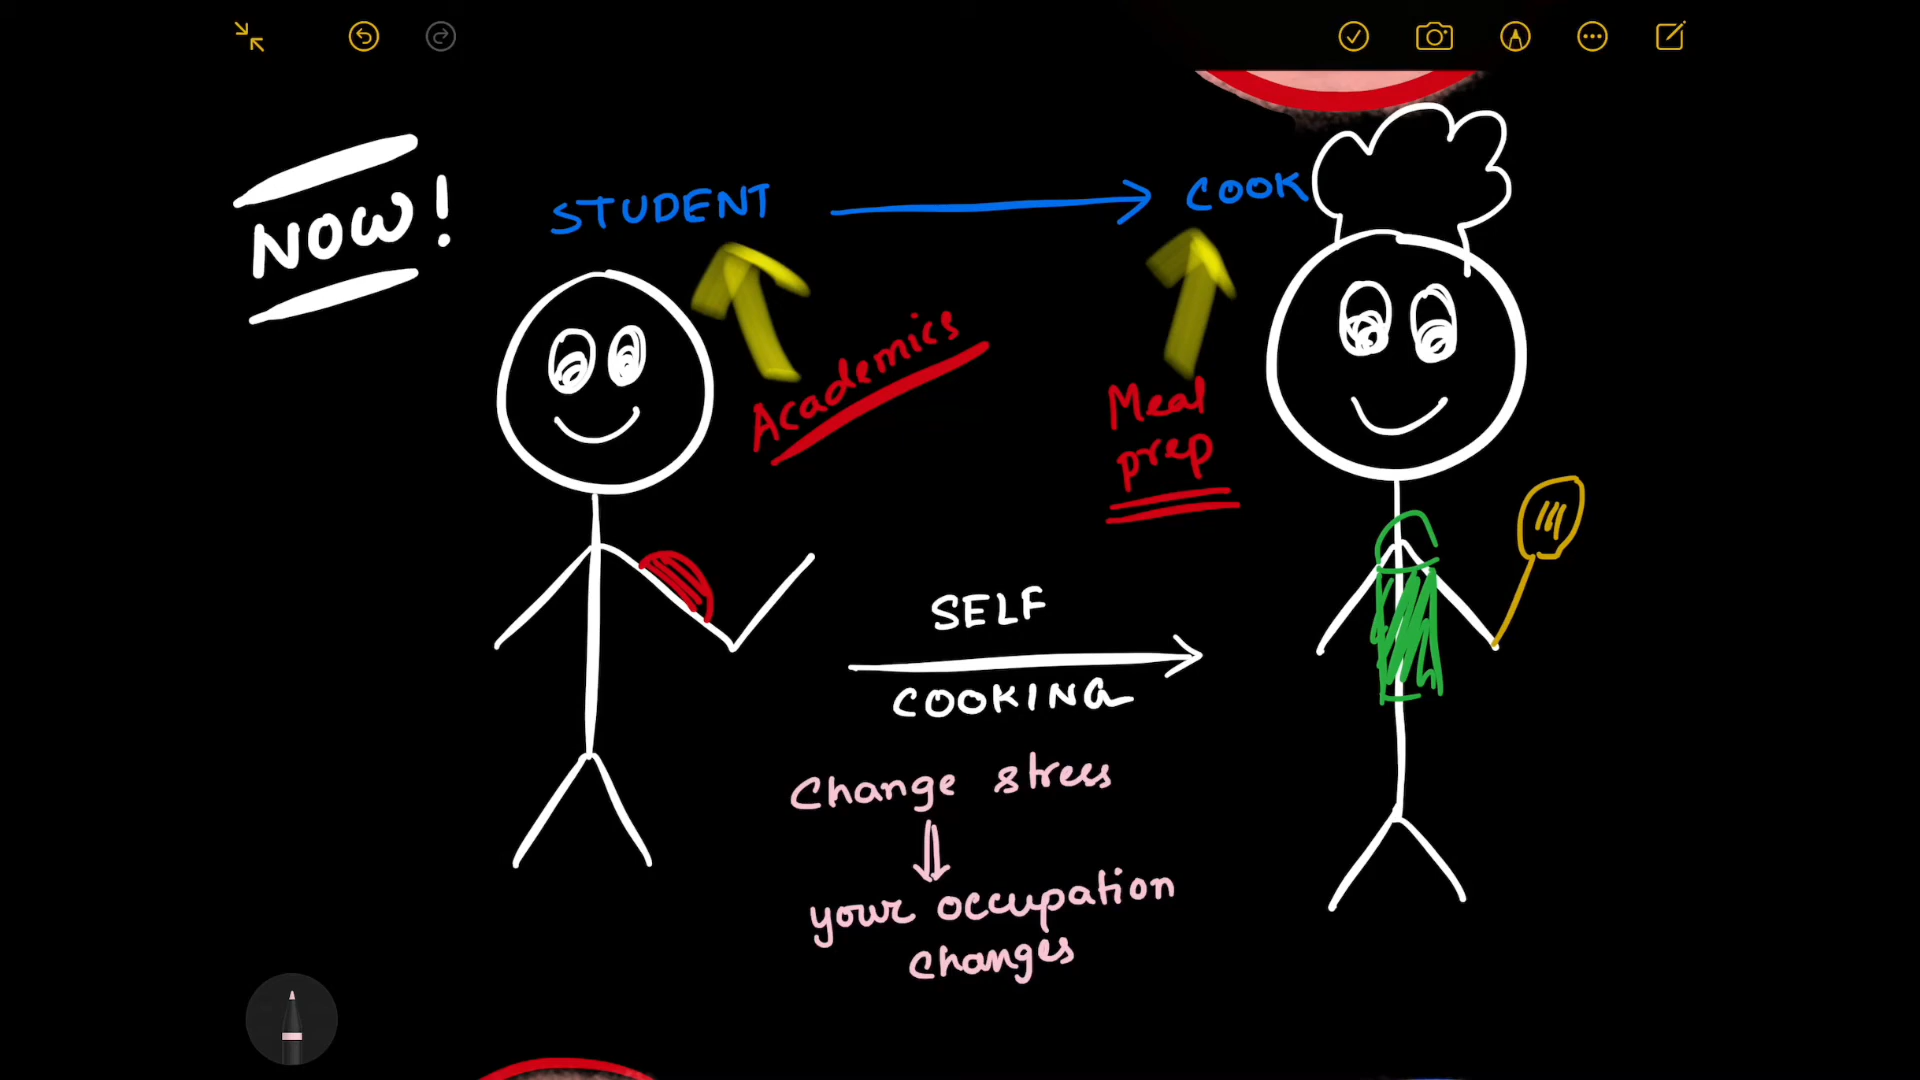 NOW!
STUDENT → COOK
Academics
Meal
prep
SELF
COOKING
Change stress
your occupation
changes